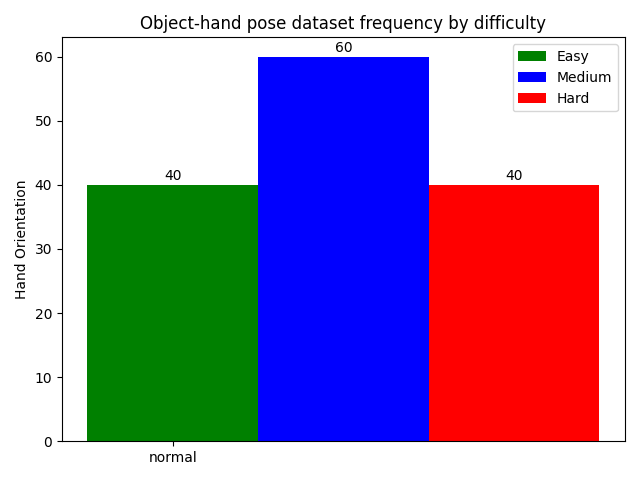 Object-hand pose dataset frequency by difficulty
Easy
Medium
Hard
60
40
40
Hand Orientation
60
50
40
30
20
10
0
normal